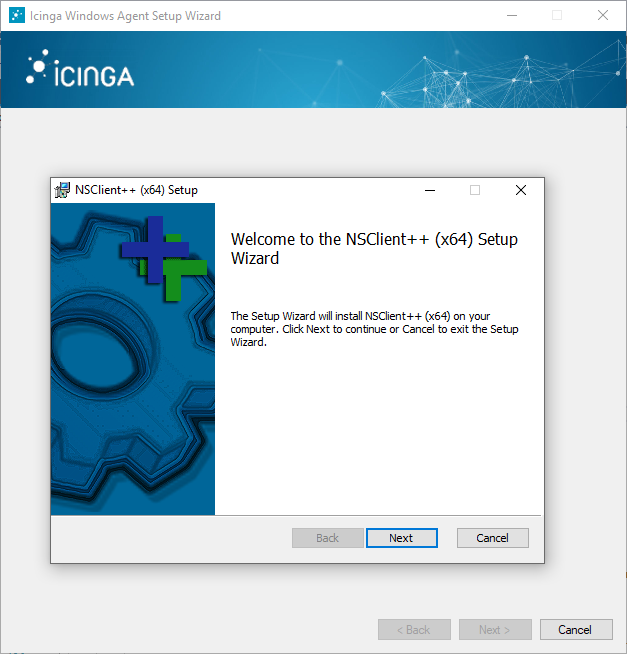 Icinga Windows Agent Setup Wizard
ICINGA
NSClient++ (x64) Setup
Welcome to the NSClient++ (x64) Setup
Wizard
The Setup Wizard will install NSClient++ (x64) on your
computer. Click Next to continue or Cancel to exit the Setup
Wizard.
Back Next Cancel
< Back Next > Cancel